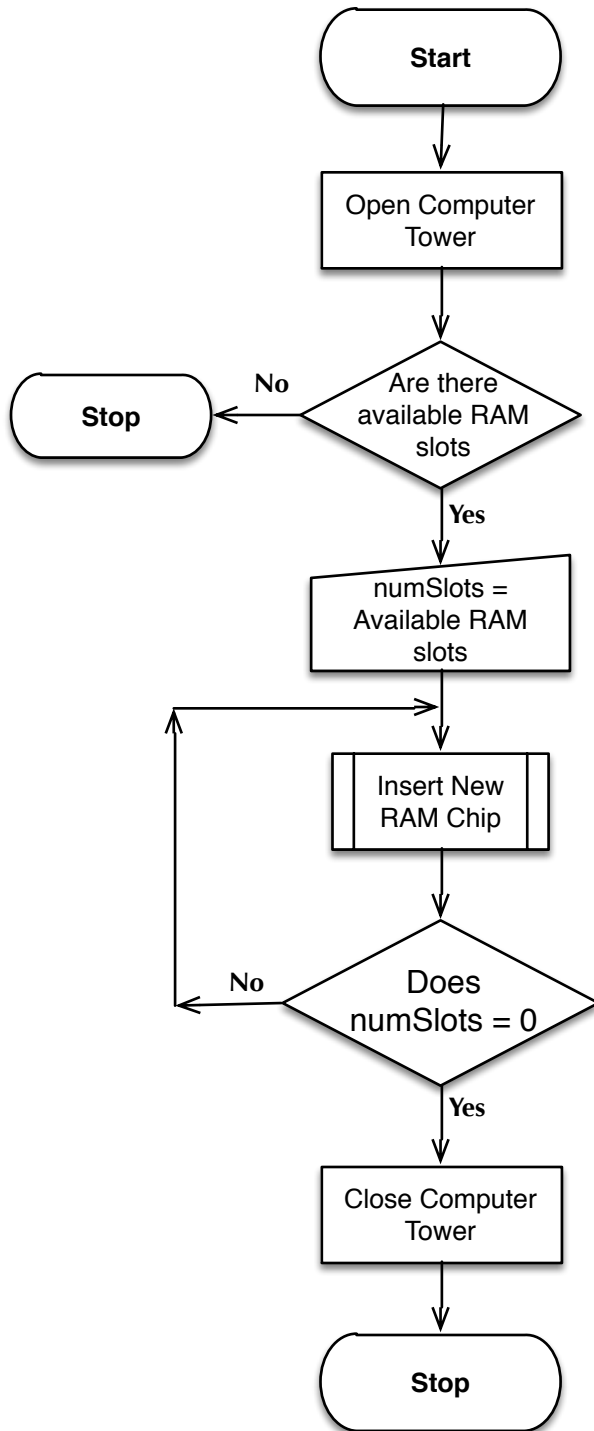 Start
Open Computer
Tower
Are there
available RAM
slots
No
Stop
Yes
numSlots =
Available RAM
slots
Insert New
RAM Chip
Does
numSlots = 0
No
Yes
Close Computer
Tower
Stop